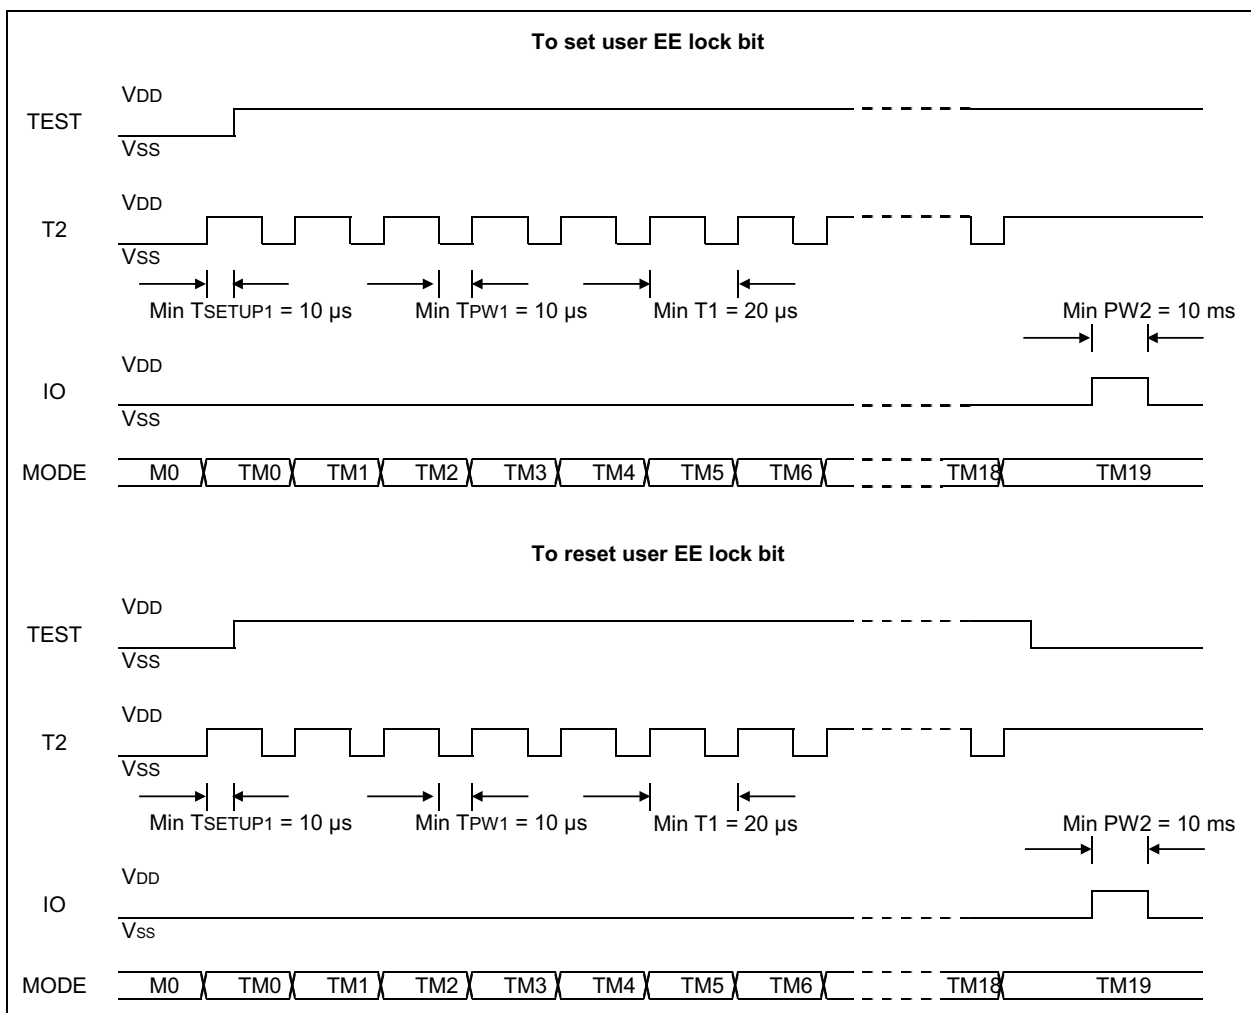 To set user EE lock bit
VDD
TEST
VSS
VDD
T2
VSS
Min TSETUP1 = 10 µs Min TPW1 = 10 µs Min T1 = 20 µs Min PW2 = 10 ms
VDD
IO
VSS
MODE M0 TM0 TM1 TM2 TM3 TM4 TM5 TM6 TM18 TM19
To reset user EE lock bit
VDD
TEST
VSS
VDD
T2
VSS
Min TSETUP1 = 10 µs Min TPW1 = 10 µs Min T1 = 20 µs Min PW2 = 10 ms
VDD
IO
Vss
MODE M0 TM0 TM1 TM2 TM3 TM4 TM5 TM6 TM18 TM19